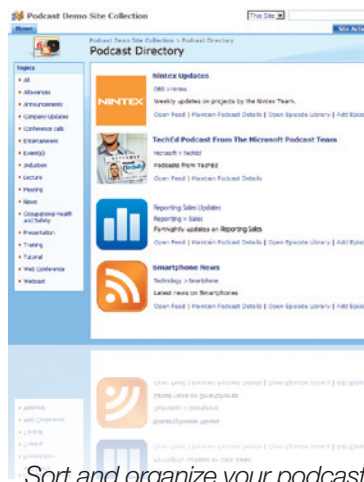 Podcast Demo Site Collection
This Site
Home
Site Acti
Podcast Demo Site Collection > Podcast Directory
Podcast Directory
Topics
All
Allowances
Announcements
Company Updates
Conference calls
Entertainment
Event(s)
Induction
Lecture
Meeting
News
Occupational Health and Safety
Presentation
Training
Tutorial
Web Conference
Webcast
NINTEX
Nintex Updates
OBS > Nintex
Weekly updates on projects by the Nintex Team.
Open Feed | Maintain Podcast Details | Open Episode Library | Add Episo
TechEd Podcast From The Microsoft Podcast Team
Microsoft > TechEd
Podcasts from TechEd
Open Feed | Maintain Podcast Details
Reporting Sales Updates
Reporting > Sales
Fortnightly updates on Reporting Sales
Open Feed | Maintain Podcast Details | Open Episode Library | Add Episo
Smartphone News
Technology > Smartphone
Latest news on Smartphones
Open Feed | Maintain Podcast Details | Open Episode Library | Add Episo
Sort and organize your podcast